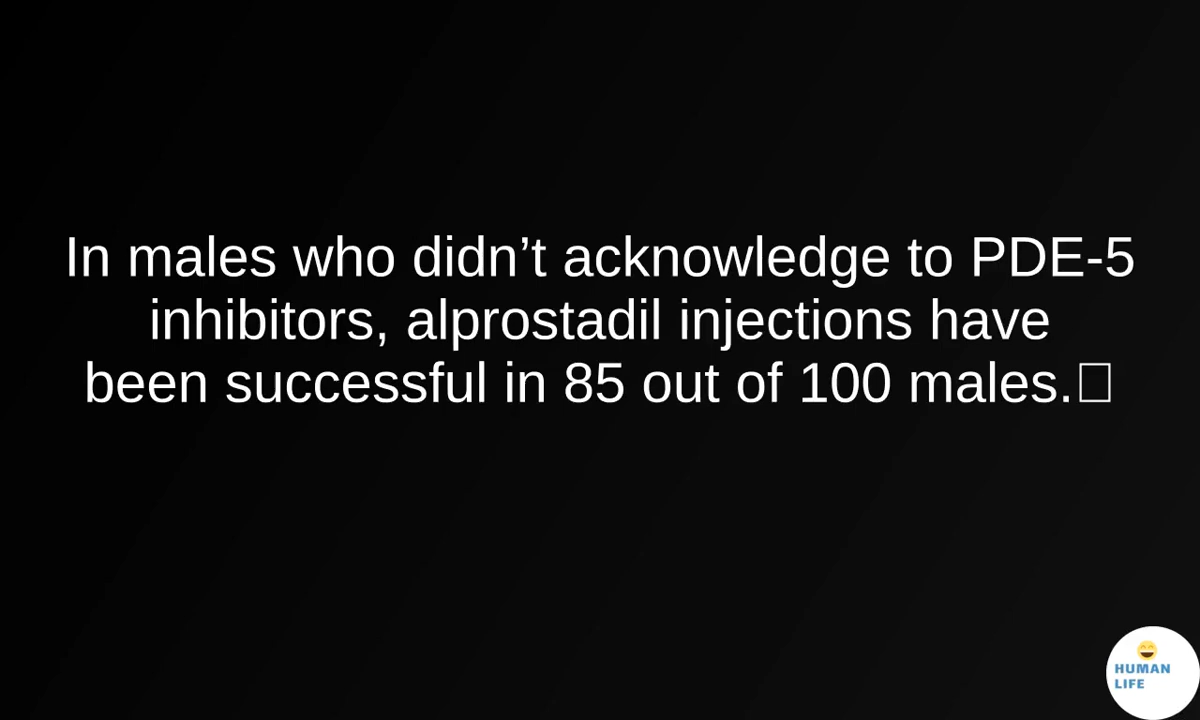 In males who didn’t acknowledge to PDE-5
inhibitors, alprostadil injections have
been successful in 85 out of 100 males.
HUMAN
LIFE